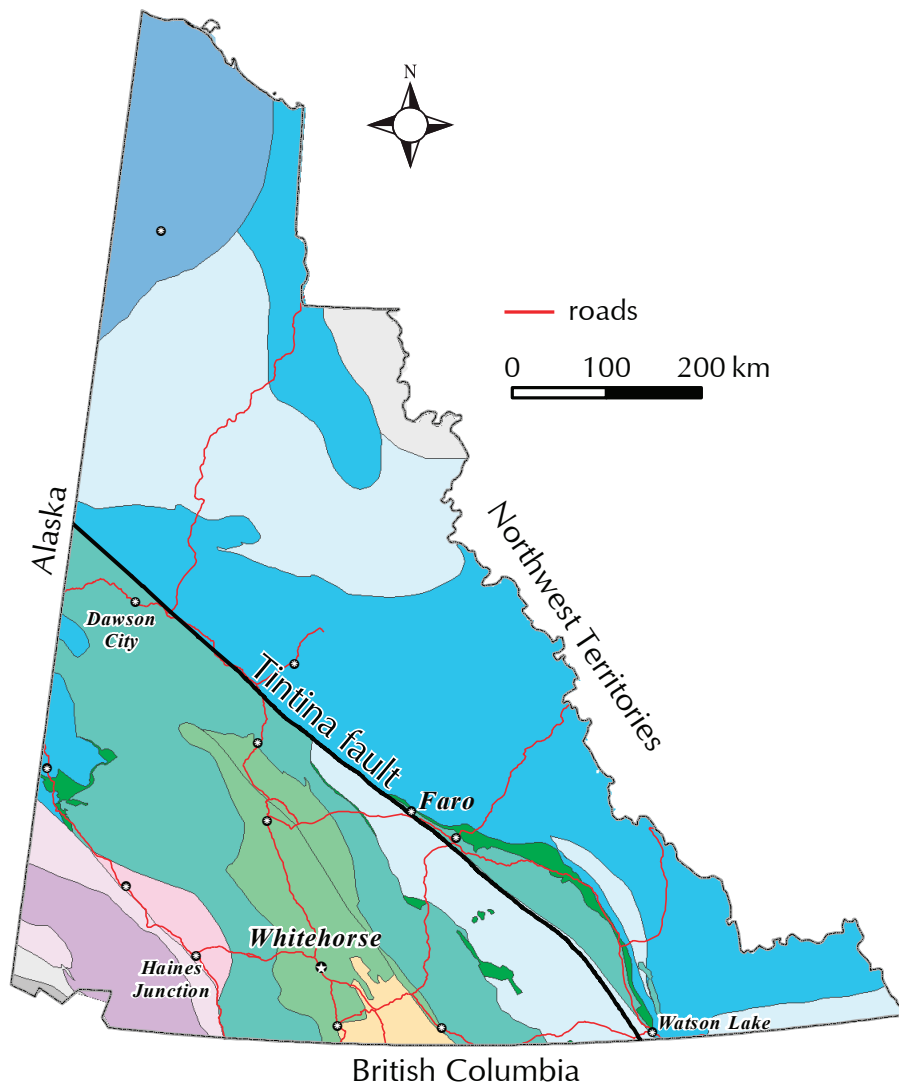 N
roads
0 100 200 km
Alaska
Northwest Territories
Dawson
City
Tintina fault
Faro
Whitehorse
Haines
Junction
Watson Lake
British Columbia